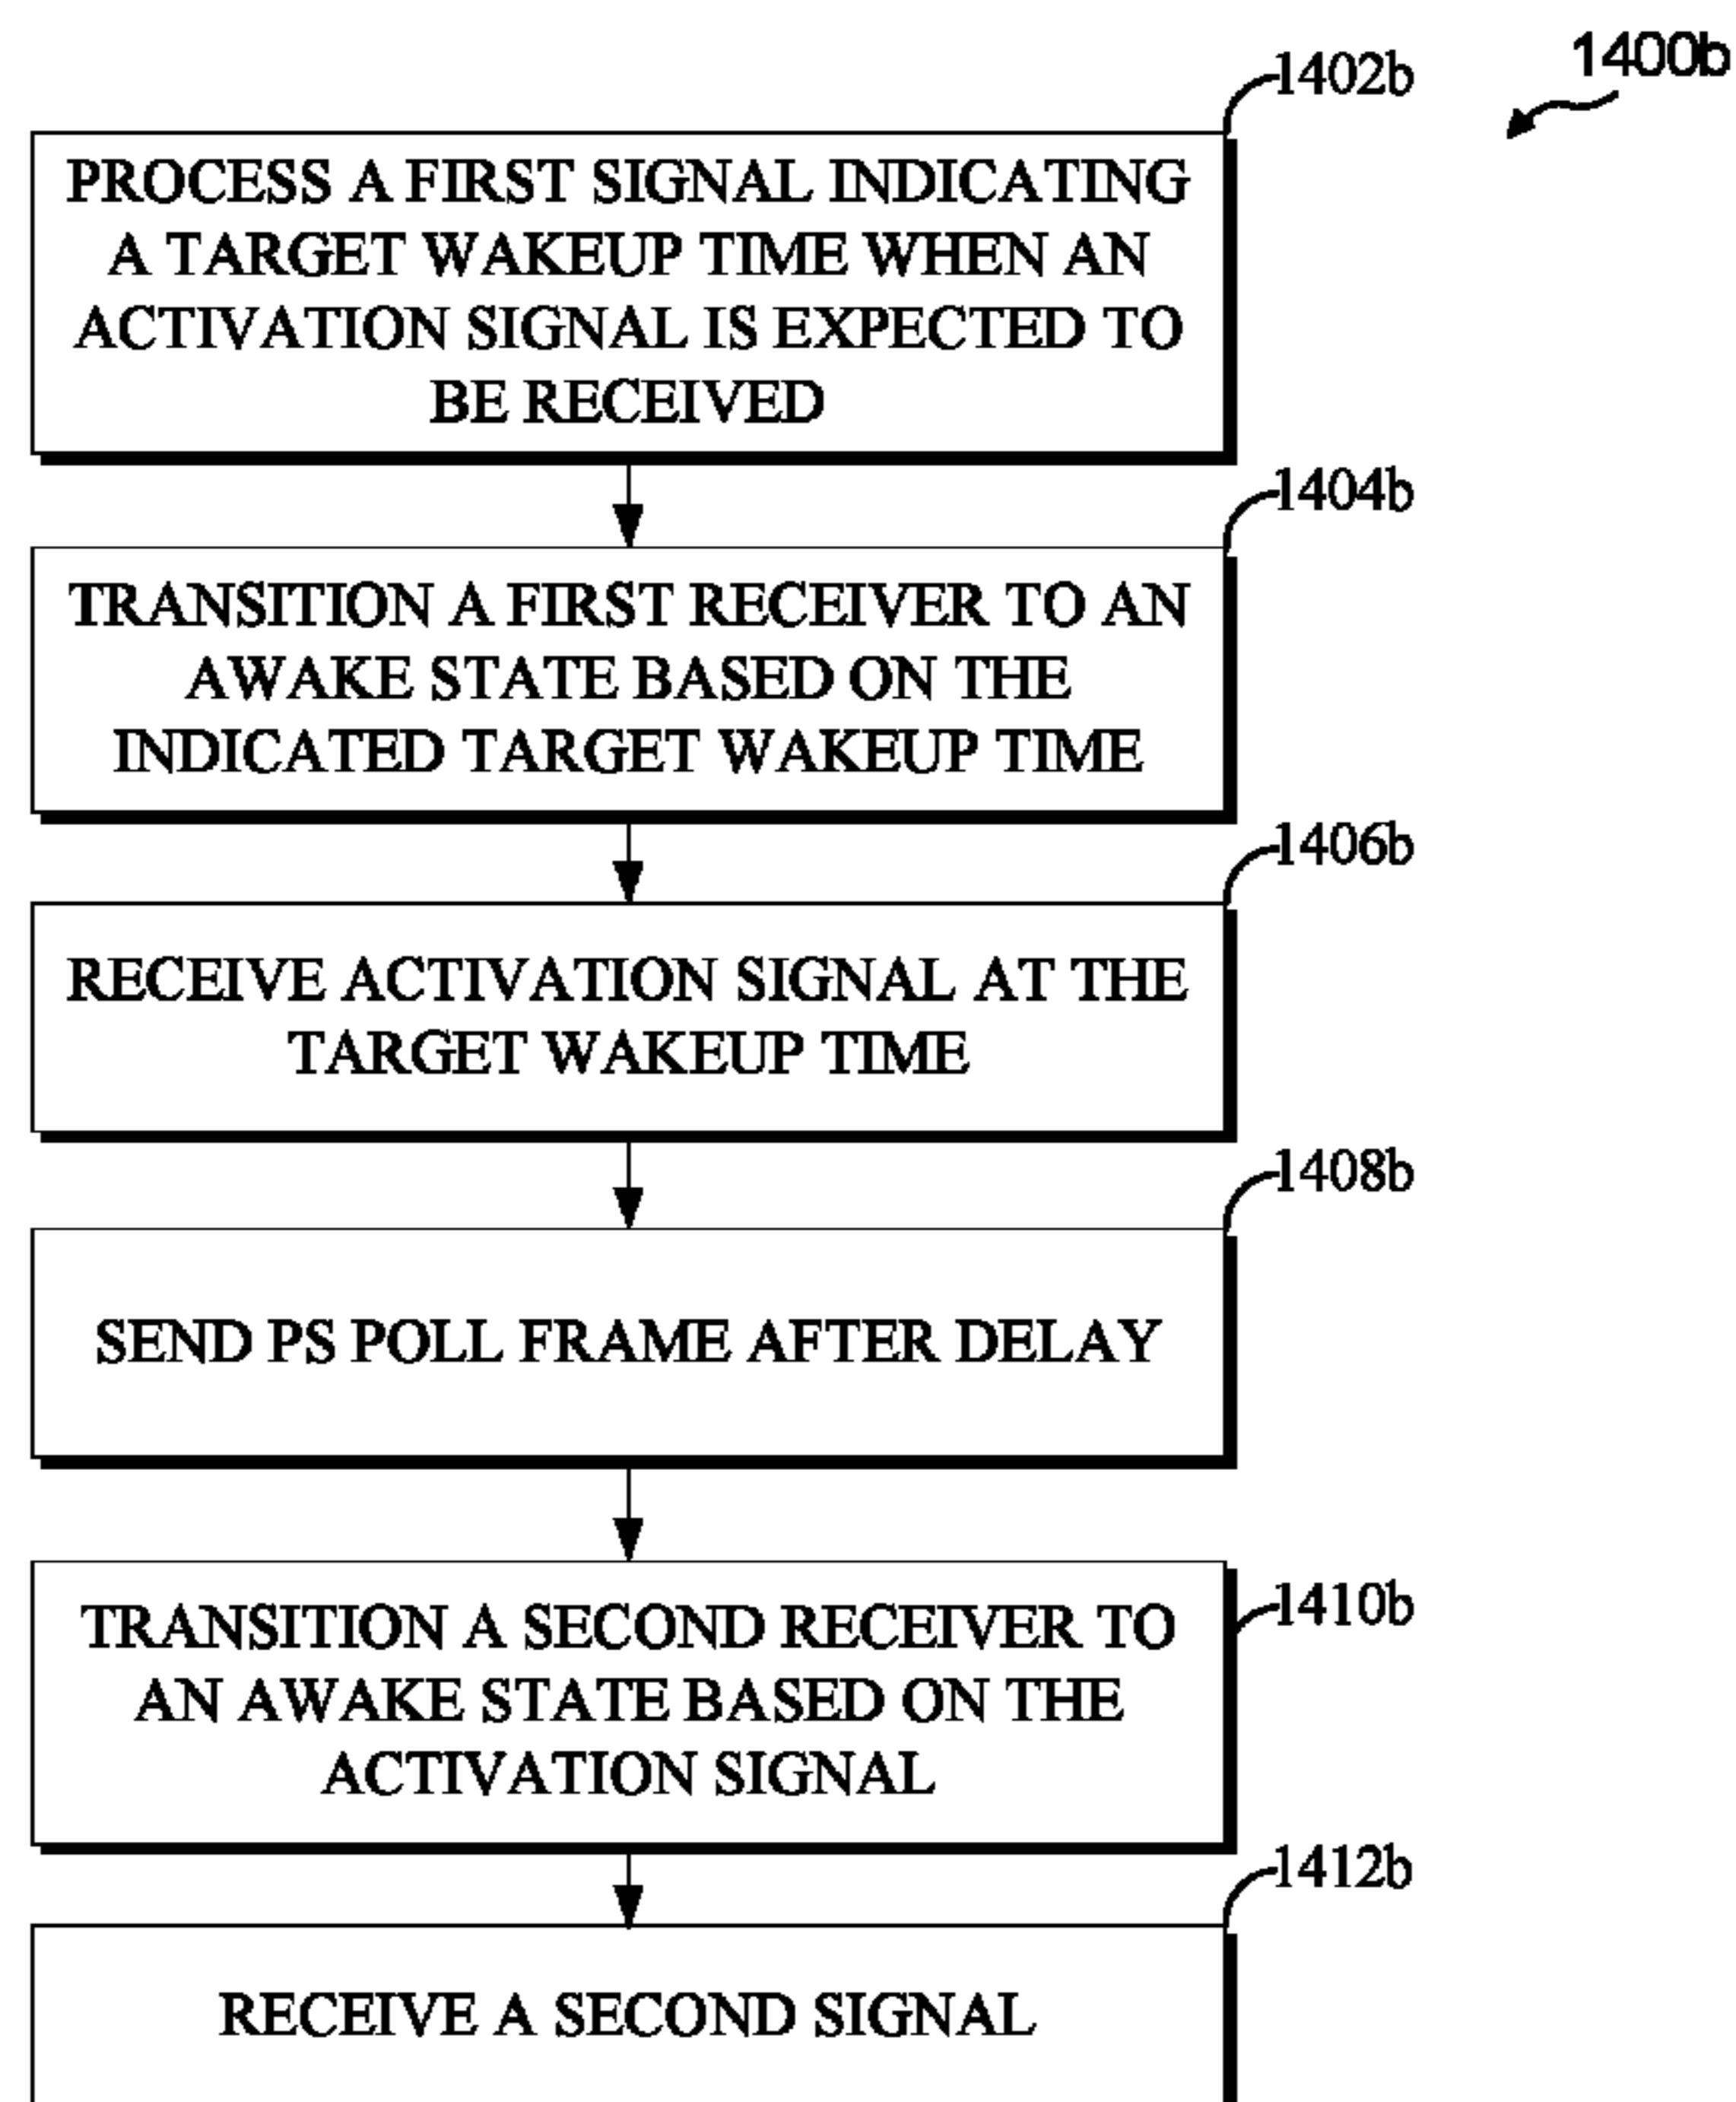 1400b
1402b
PROCESS A FIRST SIGNAL INDICATING
A TARGET WAKEUP TIME WHEN AN
ACTIVATION SIGNAL IS EXPECTED TO
BE RECEIVED
1404b
TRANSITION A FIRST RECEIVER TO AN
AWAKE STATE BASED ON THE
INDICATED TARGET WAKEUP TIME
1406b
RECEIVE ACTIVATION SIGNAL AT THE
TARGET WAKEUP TIME
1408b
SEND PS POLL FRAME AFTER DELAY
1410b
TRANSITION A SECOND RECEIVER TO
AN AWAKE STATE BASED ON THE
ACTIVATION SIGNAL
1412b
RECEIVE A SECOND SIGNAL